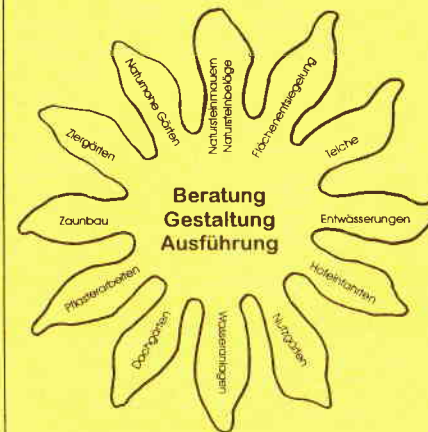 Beratung
Gestaltung
Ausführung
Natursteinmauern
Natursteinbeläge
Flächenentsiegelung
Teiche
Entwässerungen
Hofeinfahrten
Nutzgärten
Wasseranlagen
Dachgärten
Pflasterarbeiten
Zaunbau
Ziergärten
Naturnahe Gärten